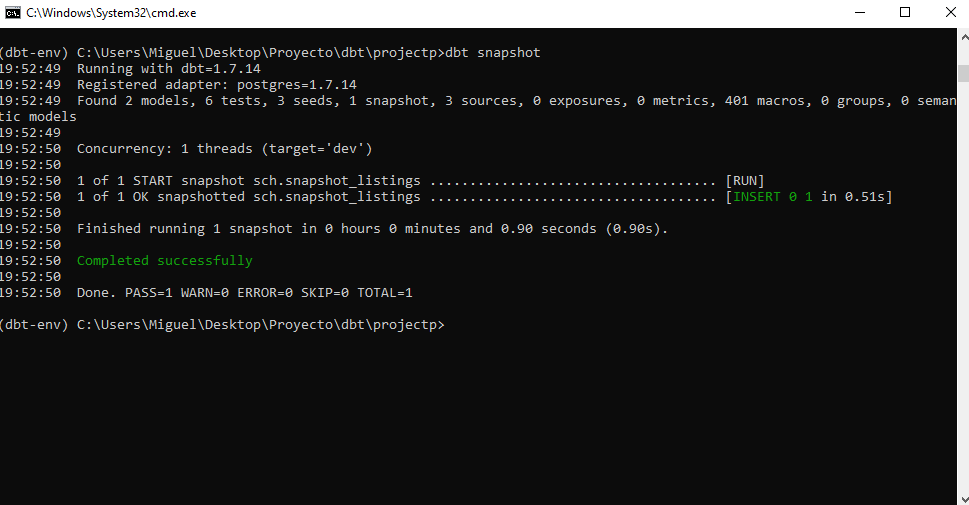 C:\Windows\System32\cmd.exe
(dbt-env) C:\Users\Miguel\Desktop\Proyecto\dbt\projectp>dbt snapshot
19:52:49  Running with dbt=1.7.14
19:52:49  Registered adapter: postgres=1.7.14
19:52:49  Found 2 models, 6 tests, 3 seeds, 1 snapshot, 3 sources, 0 exposures, 0 metrics, 401 macros, 0 groups, 0 seman
tic models
19:52:49
19:52:50  Concurrency: 1 threads (target='dev')
19:52:50
19:52:50  1 of 1 START snapshot sch.snapshot_listings .................................... [RUN]
19:52:50  1 of 1 OK snapshotted sch.snapshot_listings .................................... [INSERT 0 1 in 0.51s]
19:52:50
19:52:50  Finished running 1 snapshot in 0 hours 0 minutes and 0.90 seconds (0.90s).
19:52:50
19:52:50  Completed successfully
19:52:50
19:52:50  Done. PASS=1 WARN=0 ERROR=0 SKIP=0 TOTAL=1
(dbt-env) C:\Users\Miguel\Desktop\Proyecto\dbt\projectp>